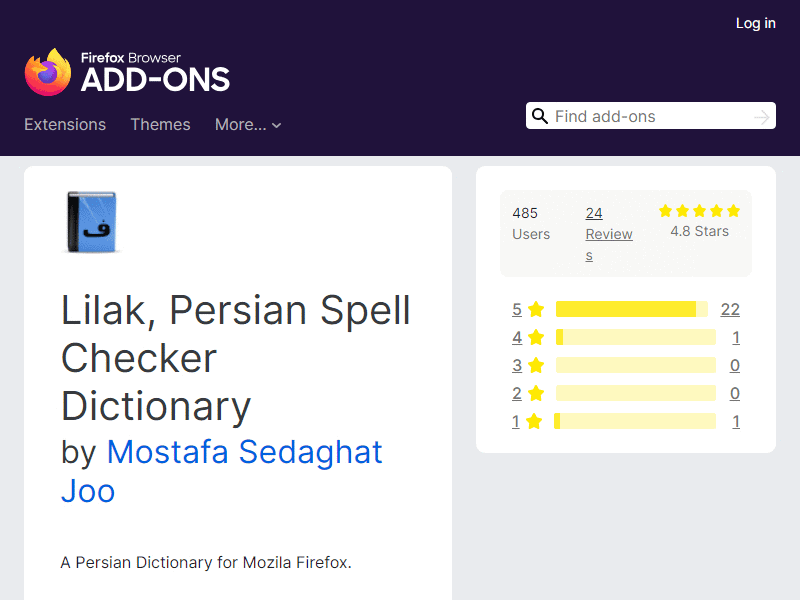 Log in
Firefox Browser
ADD-ONS
Extensions Themes More...
Find add-ons
ف
Lilak, Persian Spell
Checker
Dictionary
by Mostafa Sedaghat
Joo
A Persian Dictionary for Mozila Firefox.
485
Users
24
Review
s
4.8 Stars
5 22
4 1
3 0
2 0
1 1